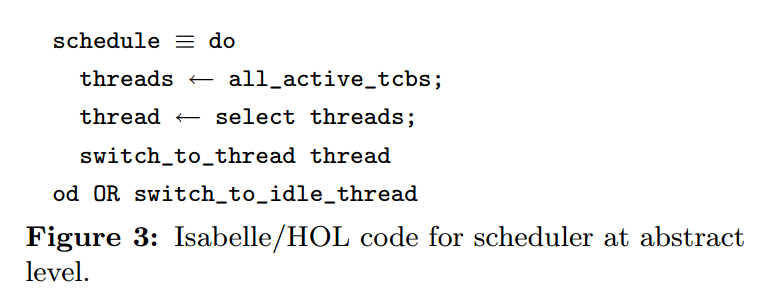 schedule ≡ do
threads ← all_active_tcbs;
thread ← select threads;
switch_to_thread thread
od OR switch_to_idle_thread
Figure 3: Isabelle/HOL code for scheduler at abstract
level.